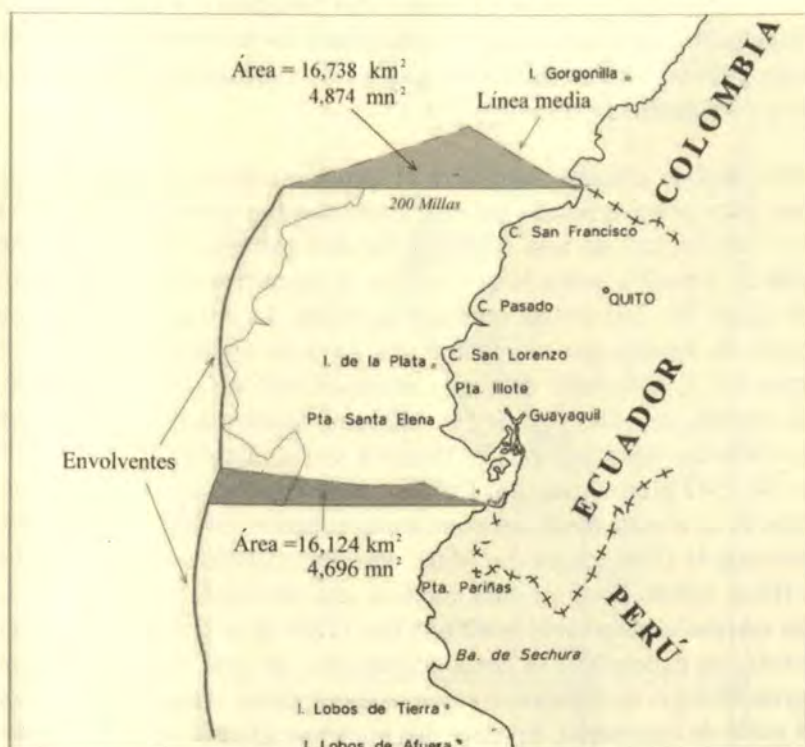 Área = 16,738 km²
4,874 mn²
I. Gorgonilla
Línea media
COLOMBIA
200 Millas
C. San Francisco
QUITO
C. Pasado
I. de la Plata
C. San Lorenzo
Pta. Illote
Pta. Santa Elena
Guayaquil
ECUADOR
Envolventes
Área =16,124 km²
4,696 mn²
Pta. Pariñas
PERÚ
Ba. de Sechura
I. Lobos de Tierra
I. Lobos de Afuera